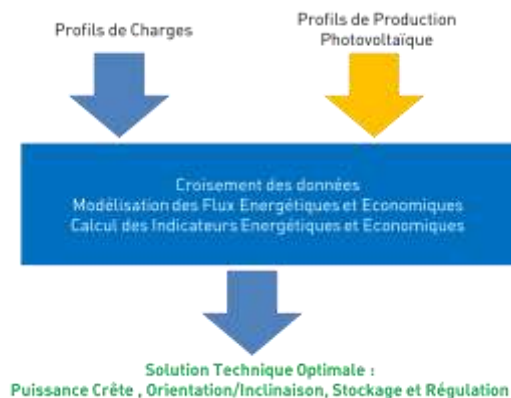 Profils de Charges
Profils de Production
Photovoltaïque
Croisement des données
Modélisation des Flux Energétiques et Economiques
Calcul des Indicateurs Energétiques et Economiques
Solution Technique Optimale :
Puissance Crête , Orientation/Inclinaison, Stockage et Régulation